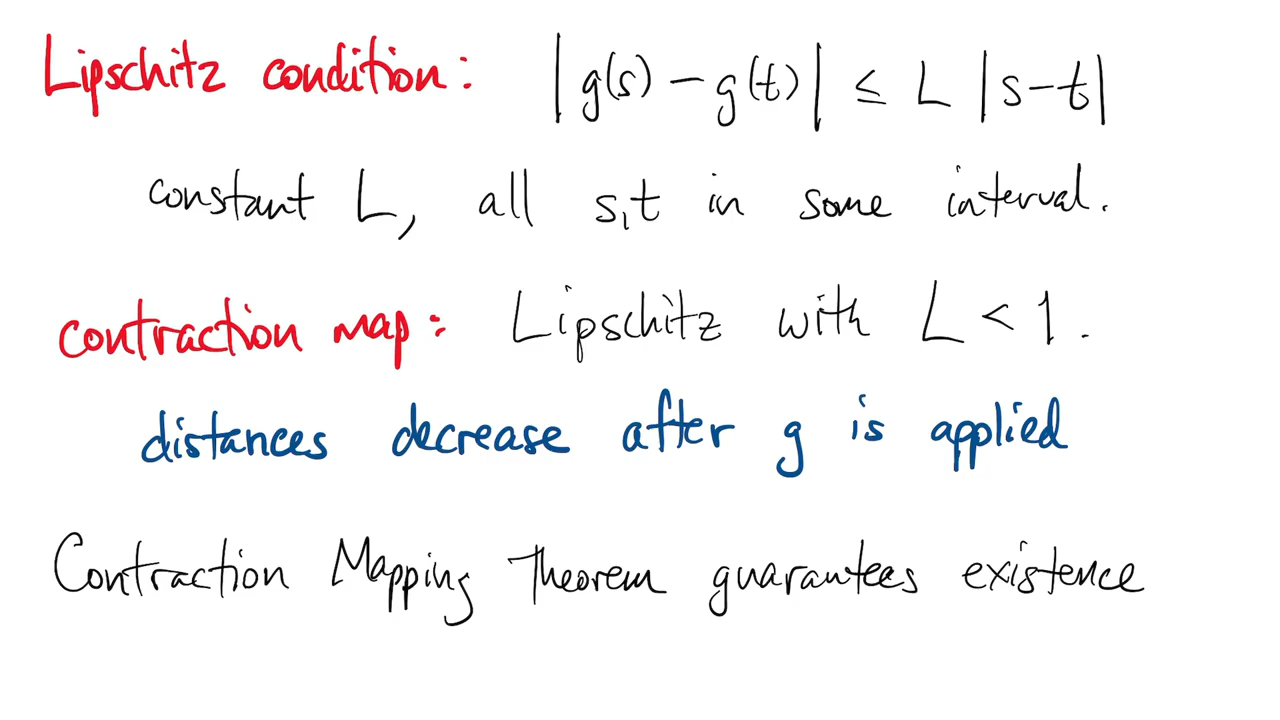 Lipschitz condition: |g(s) - g(t)| ≤ L |s-t|
constant L, all s,t in some interval.
contraction map: Lipschitz with L < 1.
distances decrease after g is applied
Contraction Mapping Theorem guarantees existence